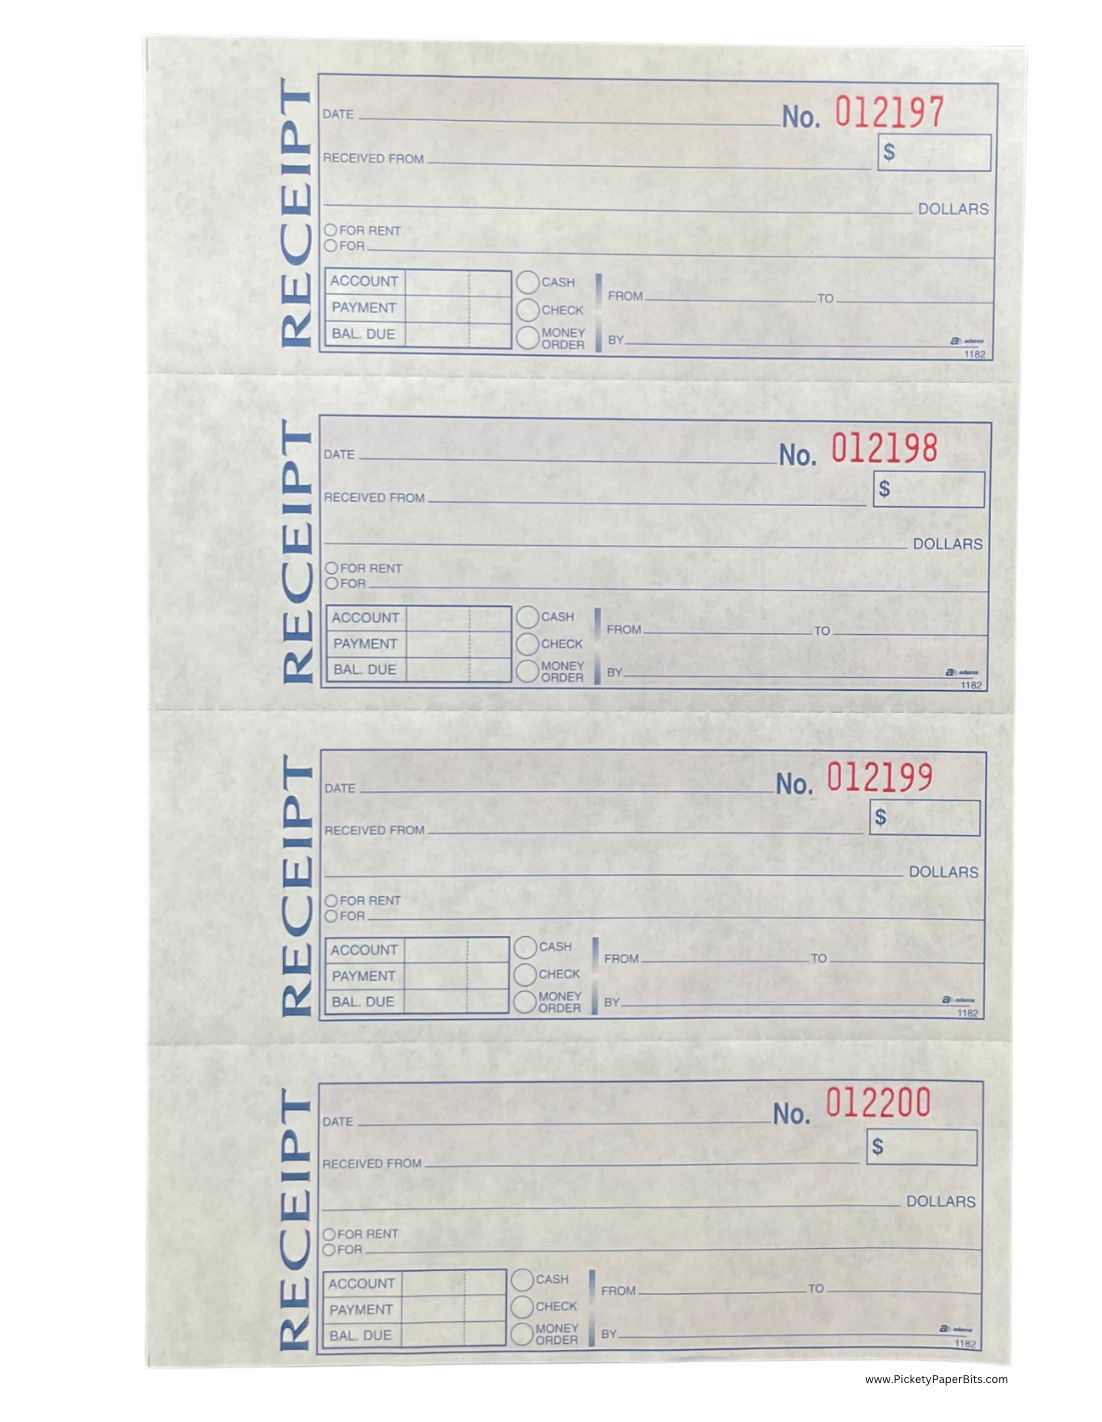 RECEIPT
DATE No. 012197
RECEIVED FROM $
DOLLARS
FOR RENT
FOR
ACCOUNT CASH
FROM TO
PAYMENT CHECK
BAL. DUE MONEY ORDER BY adams
1182
RECEIPT
DATE No. 012198
RECEIVED FROM $
DOLLARS
FOR RENT
FOR
ACCOUNT CASH
FROM TO
PAYMENT CHECK
BAL. DUE MONEY ORDER BY adams
1182
RECEIPT
DATE No. 012199
RECEIVED FROM $
DOLLARS
FOR RENT
FOR
ACCOUNT CASH
FROM TO
PAYMENT CHECK
BAL. DUE MONEY ORDER BY adams
1182
RECEIPT
DATE No. 012200
RECEIVED FROM $
DOLLARS
FOR RENT
FOR
ACCOUNT CASH
FROM TO
PAYMENT CHECK
BAL. DUE MONEY ORDER BY adams
1182
www.PicketyPaperBits.com